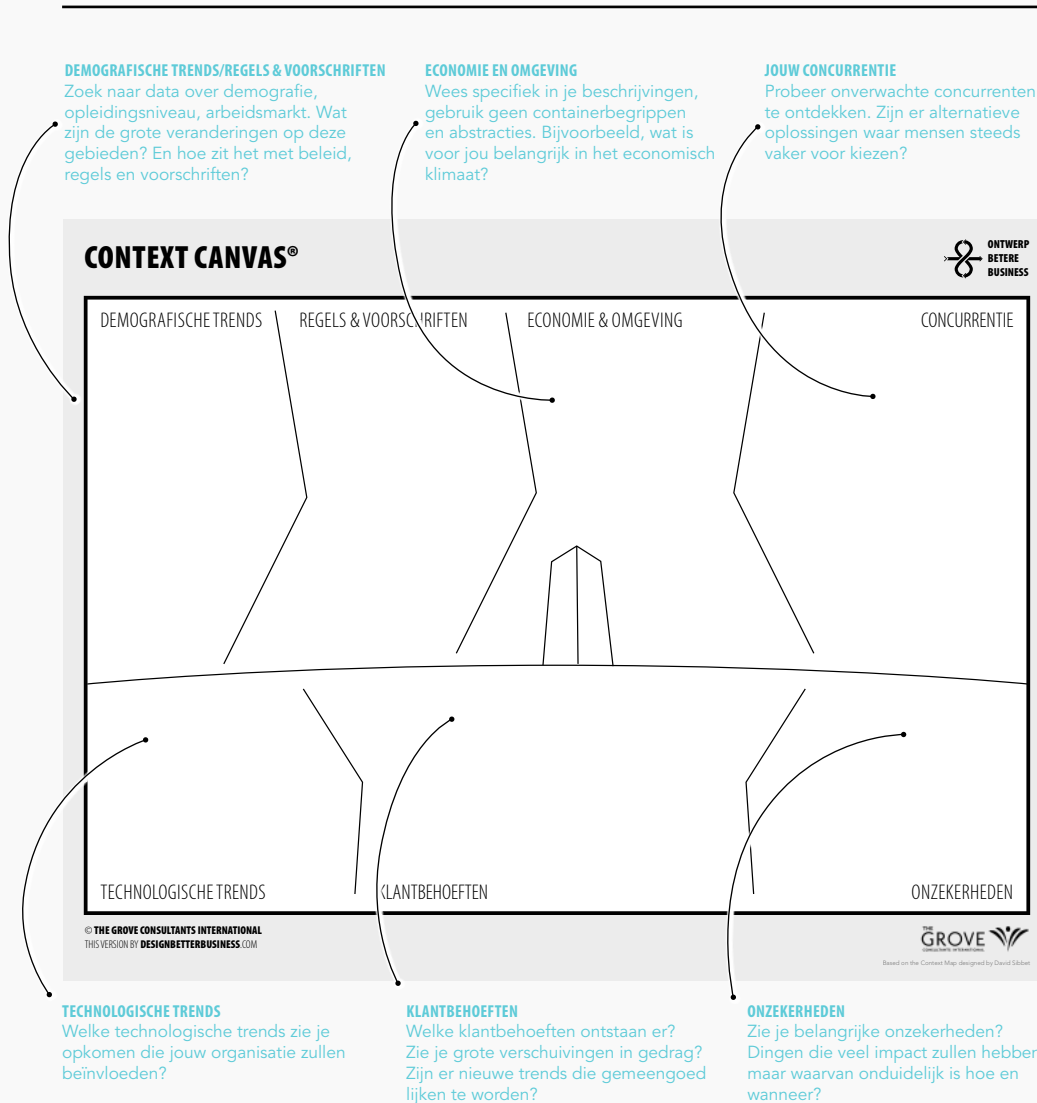 DEMOGRAFISCHE TRENDS/REGELS & VOORSCHRIFTEN
Zoek naar data over demografie,
opleidingsniveau, arbeidsmarkt. Wat
zijn de grote veranderingen op deze
gebieden? En hoe zit het met beleid,
regels en voorschriften?
ECONOMIE EN OMGEVING
Wees specifiek in je beschrijvingen,
gebruik geen containerbegrippen
en abstracties. Bijvoorbeeld, wat is
voor jou belangrijk in het economisch
klimaat?
JOUW CONCURRENTIE
Probeer onverwachte concurrenten
te ontdekken. Zijn er alternatieve
oplossingen waar mensen steeds
vaker voor kiezen?
CONTEXT CANVAS®
ONTWERP
BETERE
BUSINESS
DEMOGRAFISCHE TRENDS
REGELS & VOORSCHRIFTEN
ECONOMIE & OMGEVING
CONCURRENTIE
TECHNOLOGISCHE TRENDS
KLANTBEHOEFTEN
ONZEKERHEDEN
© THE GROVE CONSULTANTS INTERNATIONAL
THIS VERSION BY DESIGNBETTERBUSINESS.COM
THE
GROVE
CONSULTANTS INTERNATIONAL
Based on the Context Map designed by David Sibbet
TECHNOLOGISCHE TRENDS
Welke technologische trends zie je
opkomen die jouw organisatie zullen
beïnvloeden?
KLANTBEHOEFTEN
Welke klantbehoeften ontstaan er?
Zie je grote verschuivingen in gedrag?
Zijn er nieuwe trends die gemeengoed
lijken te worden?
ONZEKERHEDEN
Zie je belangrijke onzekerheden?
Dingen die veel impact zullen hebben
maar waarvan onduidelijk is hoe en
wanneer?